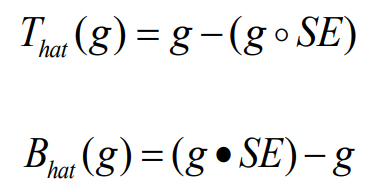 T_hat (g) = g − (g ∘ SE)
B_hat (g) = (g • SE) − g